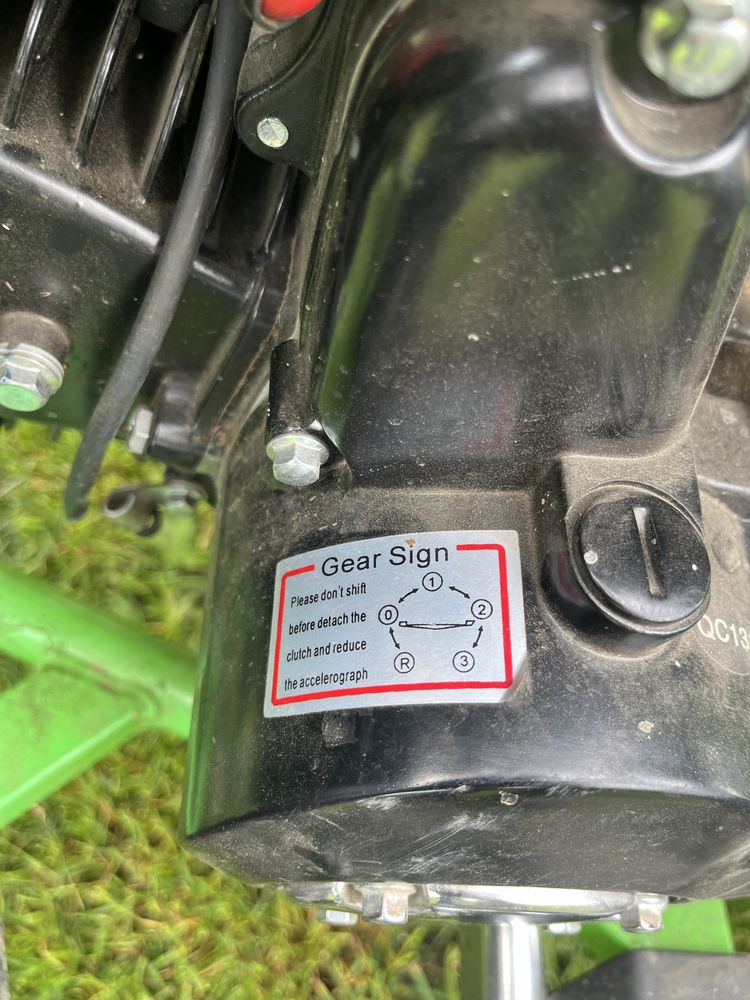 Gear Sign
Please don't shift
before detach the
clutch and reduce
the accelerograph
1
0
2
R
3
QC13